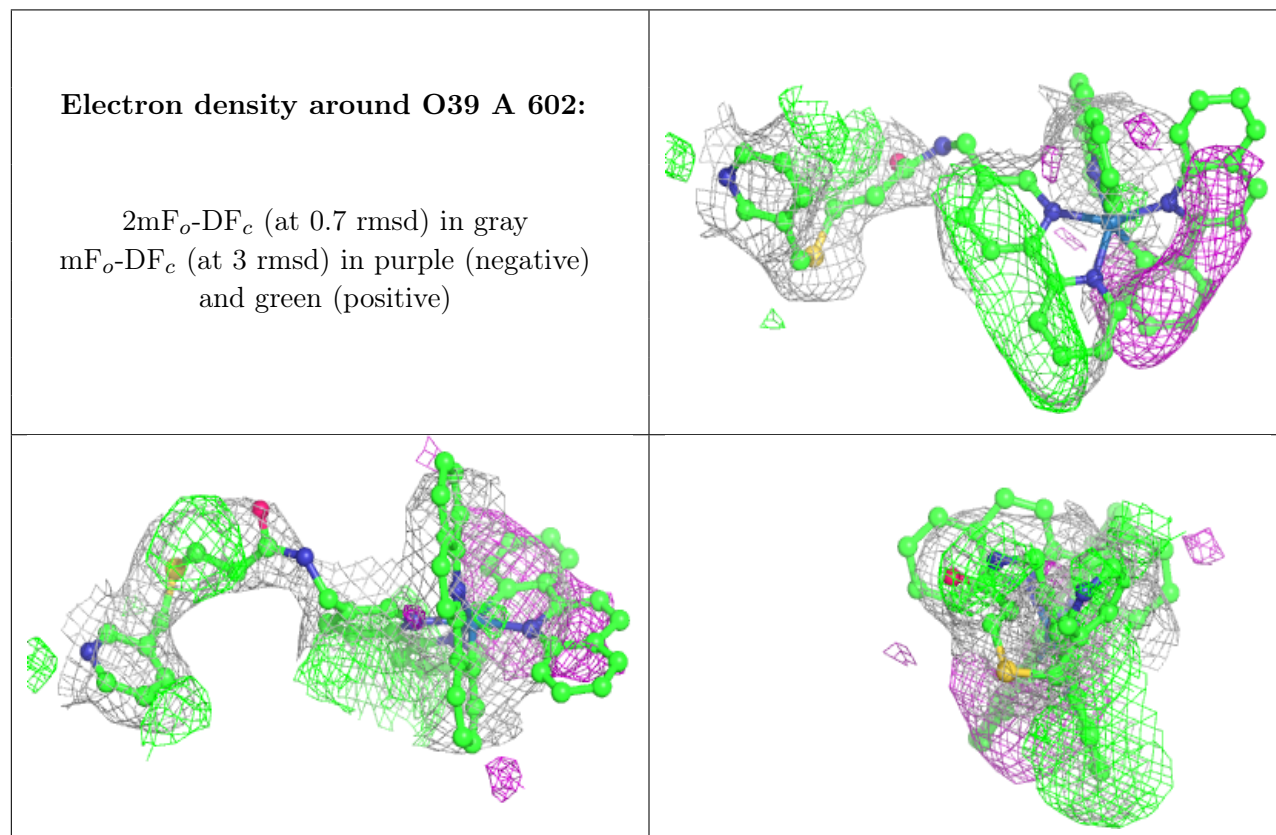 Electron density around O39 A 602:
2mFo-DFc (at 0.7 rmsd) in gray
mFo-DFc (at 3 rmsd) in purple (negative)
and green (positive)